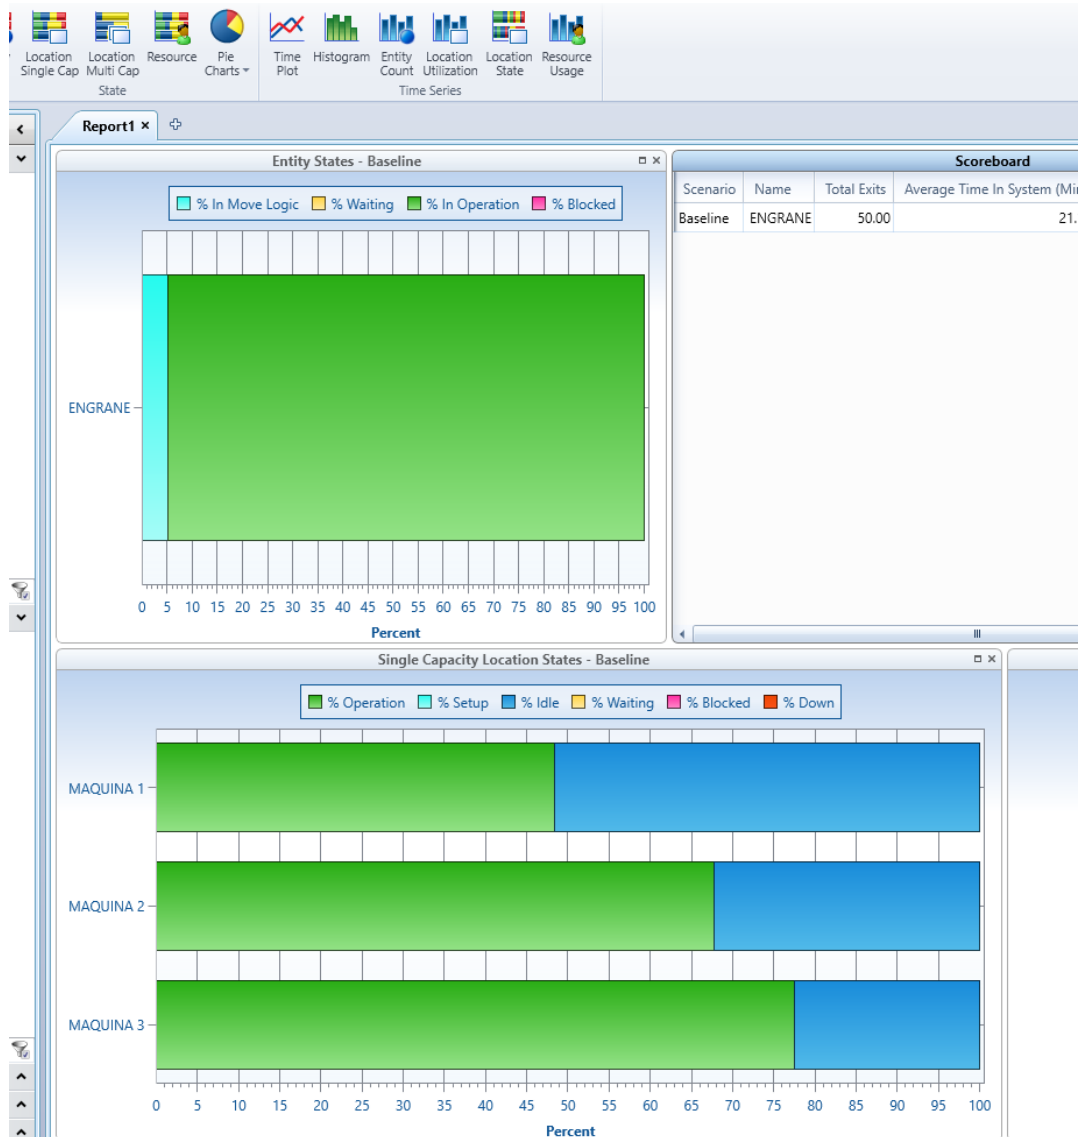 Location Single Cap
Location Multi Cap
Resource
Pie Charts
State
Time Plot
Histogram
Entity Count
Location Utilization
Location State
Resource Usage
Time Series
Report1
Entity States - Baseline
% In Move Logic % Waiting % In Operation % Blocked
ENGRANE
0 5 10 15 20 25 30 35 40 45 50 55 60 65 70 75 80 85 90 95 100
Percent
Scoreboard
Scenario Name Total Exits Average Time In System (Min
Baseline ENGRANE 50.00 21.
Single Capacity Location States - Baseline
% Operation % Setup % Idle % Waiting % Blocked % Down
MAQUINA 1
MAQUINA 2
MAQUINA 3
0 5 10 15 20 25 30 35 40 45 50 55 60 65 70 75 80 85 90 95 100
Percent